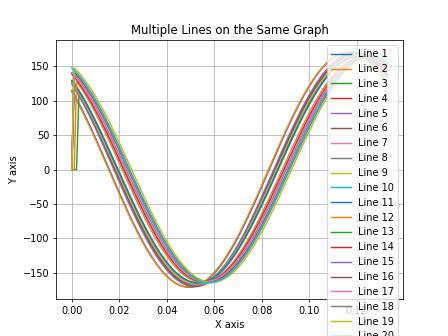 Multiple Lines on the Same Graph
Y axis
150
100
50
0
−50
−100
−150
0.00
0.02
0.04
0.06
0.08
0.10
X axis
Line 1
Line 2
Line 3
Line 4
Line 5
Line 6
Line 7
Line 8
Line 9
Line 10
Line 11
Line 12
Line 13
Line 14
Line 15
Line 16
Line 17
Line 18
Line 19
Line 20